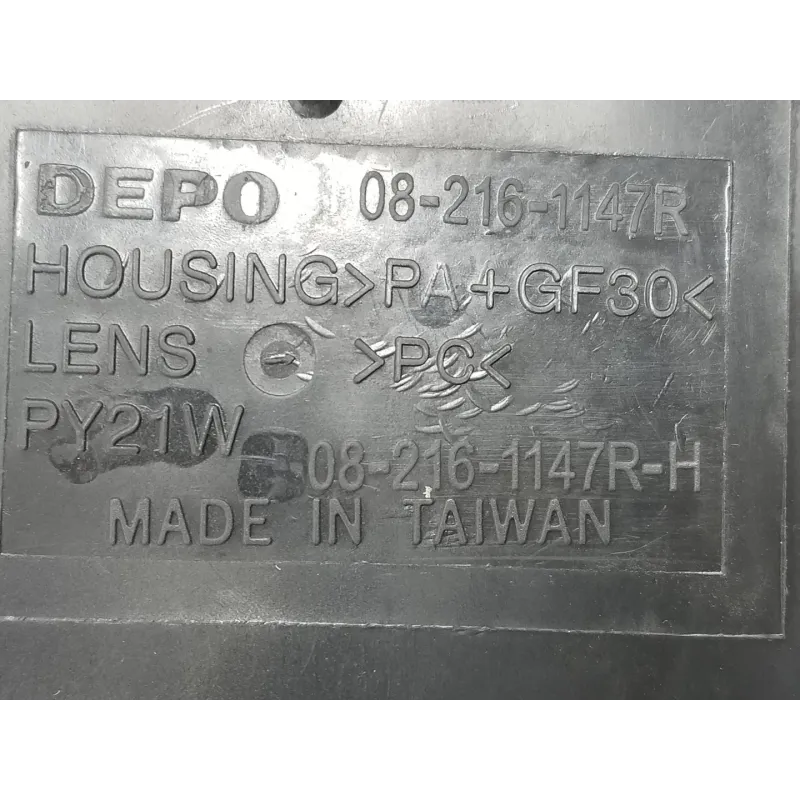 DEPO 08-216-1147R
HOUSING>PA+GF30<
LENS >PC<
PY21W
08-216-1147R-H
MADE IN TAIWAN